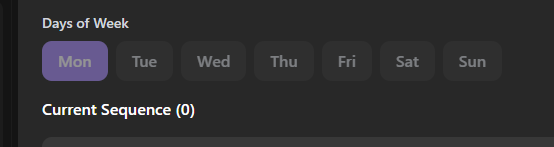 Days of Week
Mon Tue Wed Thu Fri Sat Sun
Current Sequence (0)